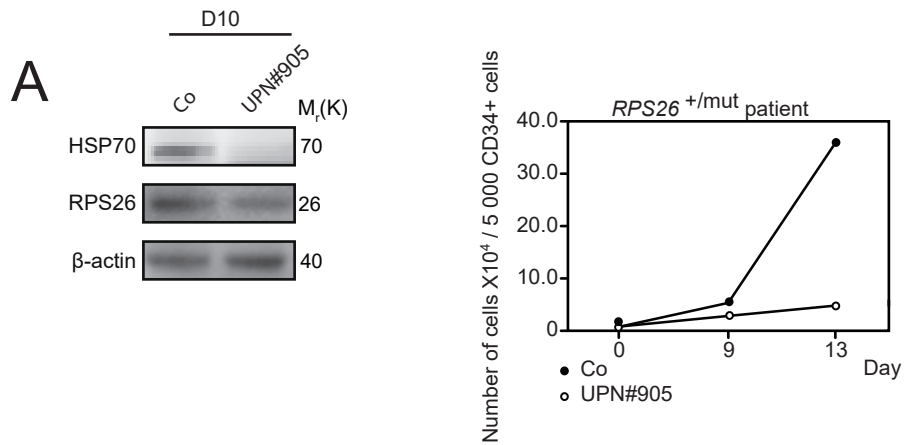 D10
A
Co
UPN#905
Mr(K)
HSP70
70
RPS26
26
β-actin
40
RPS26 +/mut patient
Number of cells X10⁴ / 5 000 CD34+ cells
40.0
30.0
20.0
10.0
0
0
9
13
Day
Co
UPN#905